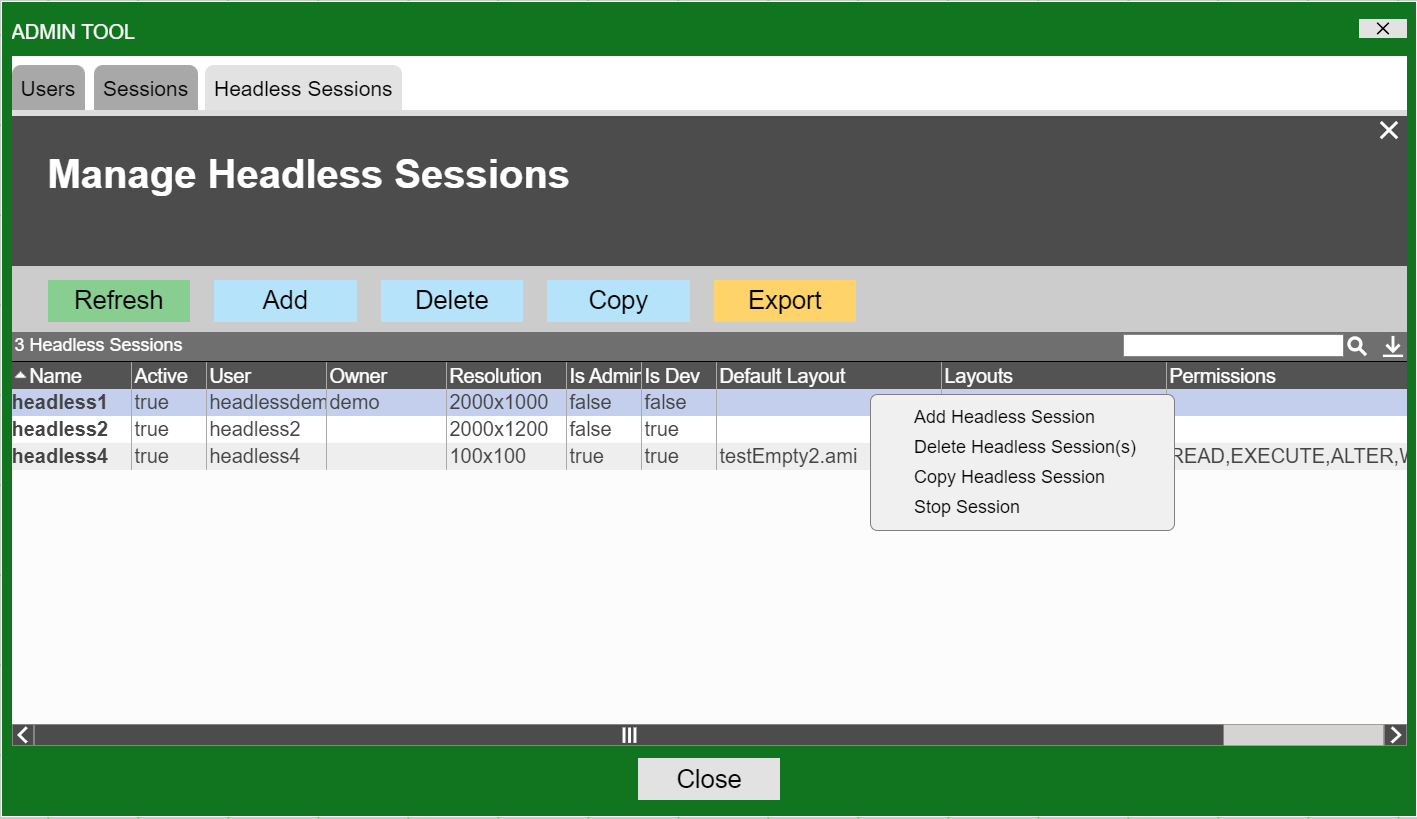 ADMIN TOOL
Users Sessions Headless Sessions
Manage Headless Sessions
Refresh Add Delete Copy Export
3 Headless Sessions
Name Active User Owner Resolution Is Admin Is Dev Default Layout Layouts Permissions
headless1 true headlessdem demo 2000x1000 false false
headless2 true headless2 2000x1200 false true
headless4 true headless4 100x100 true true testEmpty2.ami READ,EXECUTE,ALTER,W
Add Headless Session
Delete Headless Session(s)
Copy Headless Session
Stop Session
Close